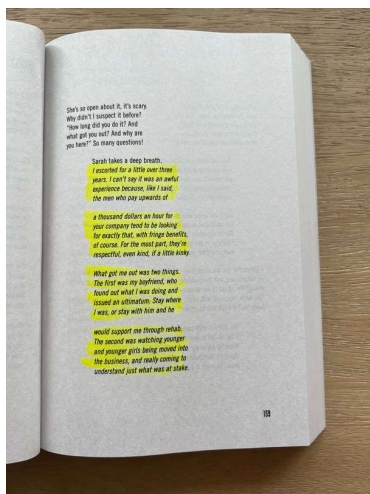 She's so open about it, it's scary.
Why didn't I suspect it before?
"How long did you do it? And
what got you out? And why are
you here?" So many questions!
Sarah takes a deep breath.
I escorted for a little over three
years. I can't say it was an awful
experience because, like I said,
the men who pay upwards of
a thousand dollars an hour for
your company tend to be looking
for exactly that, with fringe benefits,
of course. For the most part, they're
respectful, even kind, if a little kinky.
What got me out was two things.
The first was my boyfriend, who
found out what I was doing and
issued an ultimatum: Stay where
I was, or stay with him and he
would support me through rehab.
The second was watching younger
and younger girls being moved into
the business, and really coming to
understand just what was at stake.
159